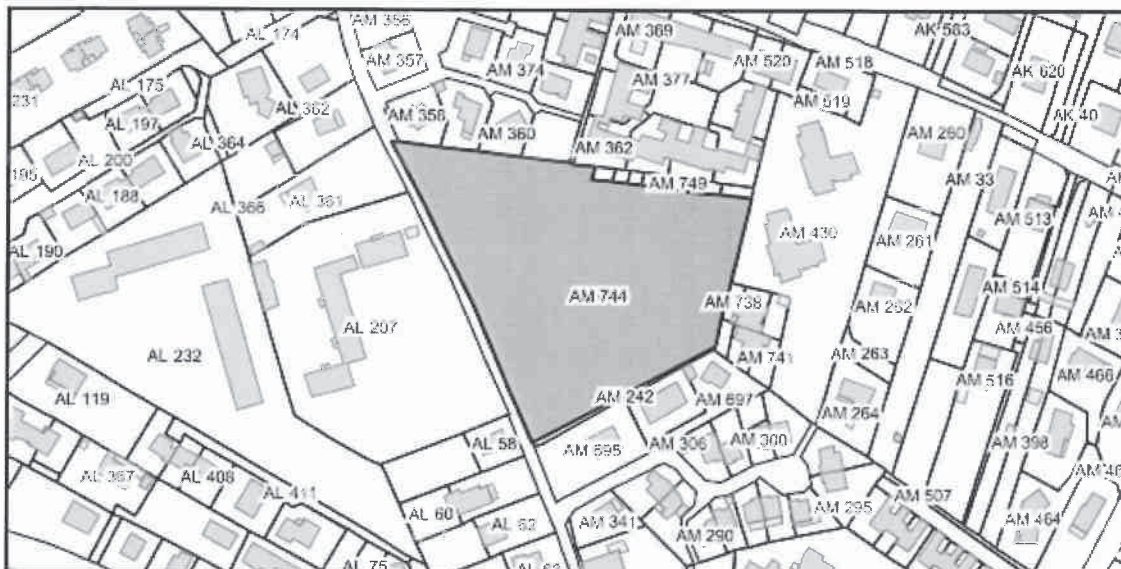 AM 356
AL 174
AM 369
AK 583
AM 357
AM 374
AM 520
AM 518
AK 620
AL 175
AM 377
231
AL 362
AM 519
AK 40
AL 197
AM 358
AM 360
AM 260
AL 364
AM 362
AL 200
195
AM 33
AM 749
AL 188
AL 361
AL 366
AM 513
AM 430
AM 261
AL 190
AM 514
AM 744
AM 738
AM 262
AL 207
AM 456
AM 741
AM 263
AL 232
AM 466
AM 516
AL 119
AM 242
AM 697
AM 264
AL 58
AM 695
AM 306
AM 300
AM 398
AL 367
AL 408
AL 411
AM 507
AM 295
AL 60
AL 62
AM 341
AM 464
AM 290
AL 75